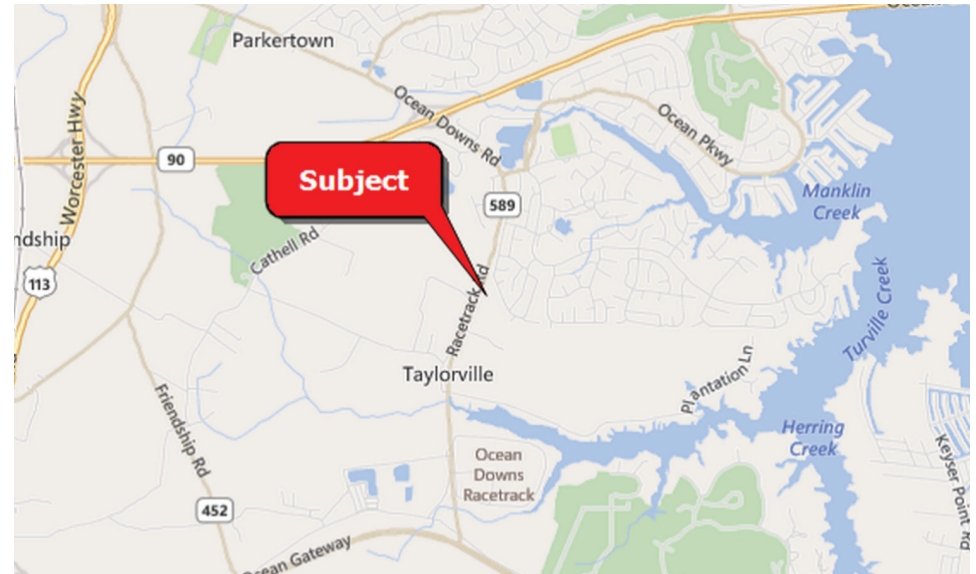 Parkertown
Ocean Downs Rd
Ocean Pkwy
Worcester Hwy
90
Subject
589
Manklin
Creek
ndship
Cathell Rd
113
Racetrack Rd
Turville Creek
Taylorville
Plantation Ln
Friendship Rd
Herring
Creek
Ocean
Downs
Racetrack
Keyser Point Rd
452
Ocean Gateway